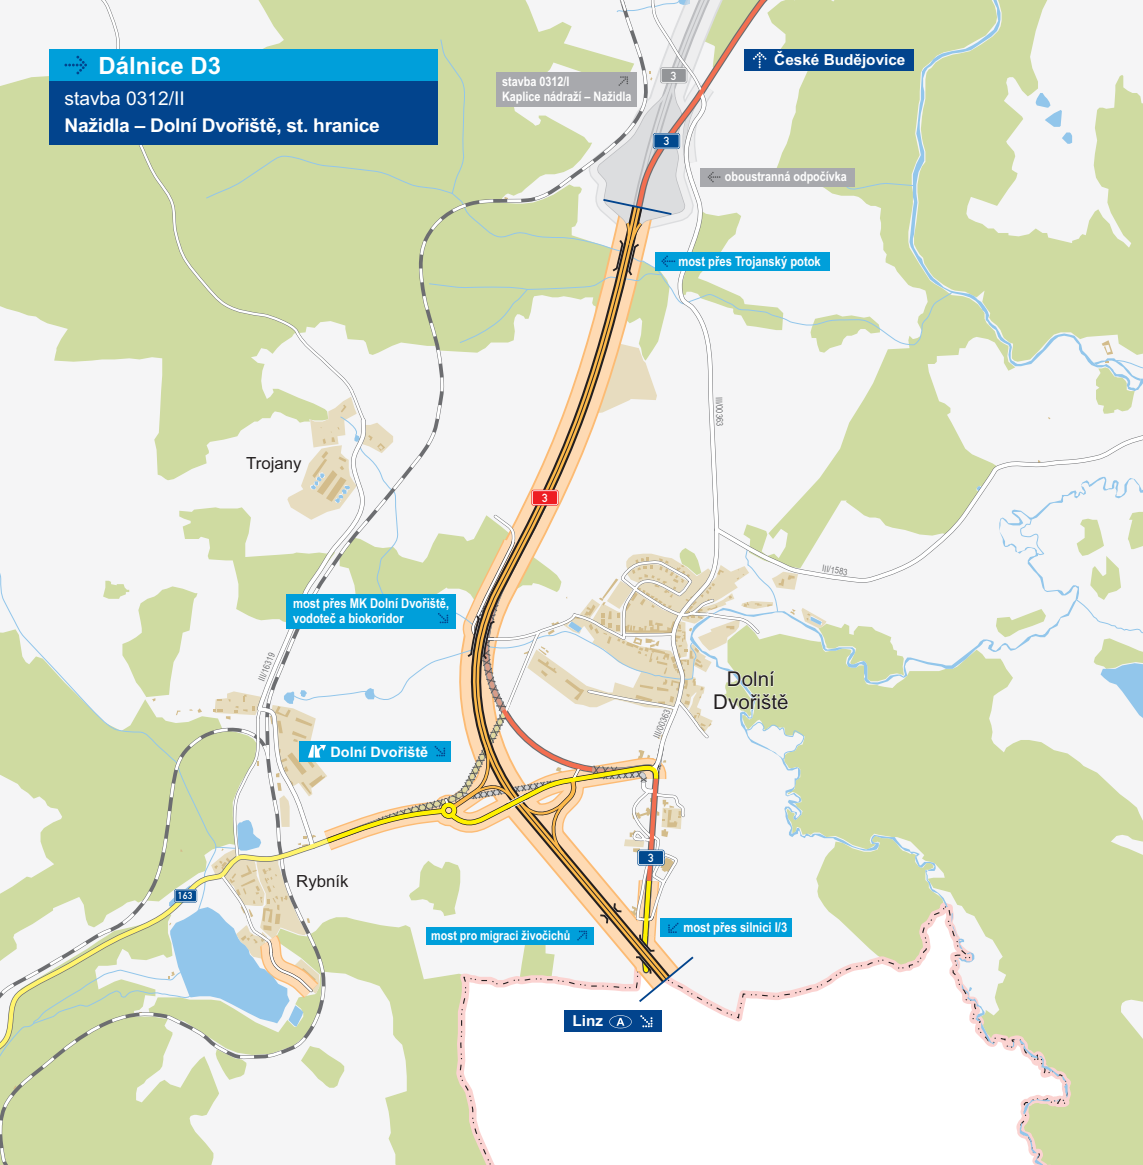 Dálnice D3
stavba 0312/II
Nažidla – Dolní Dvořiště, st. hranice
České Budějovice
stavba 0312/I
Kaplice nádraží – Nažidla
3
3
oboustranná odpočívka
most přes Trojanský potok
III/00363
Trojany
3
III/1583
most přes MK Dolní Dvořiště,
vodoteč a biokoridor
III/16319
Dolní
Dvořiště
III/00363
Dolní Dvořiště
3
Rybník
163
most pro migraci živočichů
most přes silnici I/3
Linz A